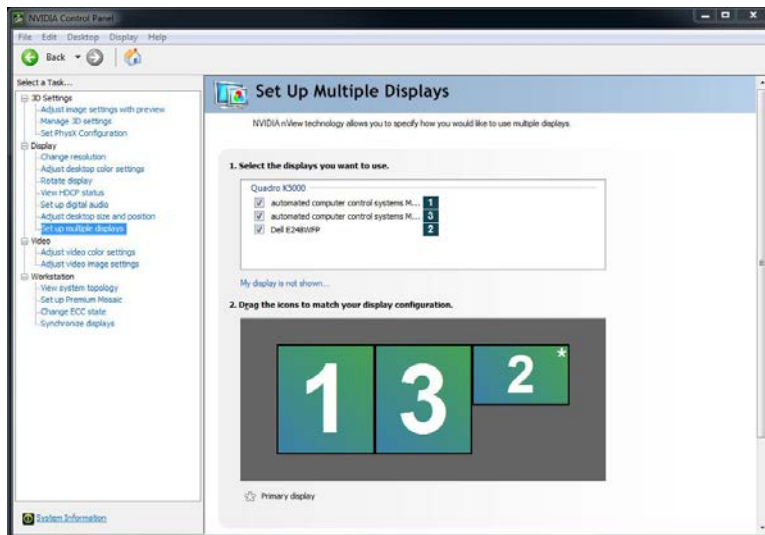 NVIDIA Control Panel
File Edit Desktop Display Help
Back
Select a Task...
3D Settings
Adjust image settings with preview
Manage 3D settings
Set PhysX Configuration
Display
Change resolution
Adjust desktop color settings
Rotate display
View HDCP status
Set up digital audio
Adjust desktop size and position
Set up multiple displays
Video
Adjust video color settings
Adjust video image settings
Workstation
View system topology
Set up Premium Mosaic
Change ECC state
Synchronize displays
System Information
Set Up Multiple Displays
NVIDIA nView technology allows you to specify how you would like to use multiple displays.
1. Select the displays you want to use.
Quadro K5000
automated computer control systems M... 1
automated computer control systems M... 3
Dell E248WFP 2
My display is not shown...
2. Drag the icons to match your display configuration.
1 3 2 *
Primary display